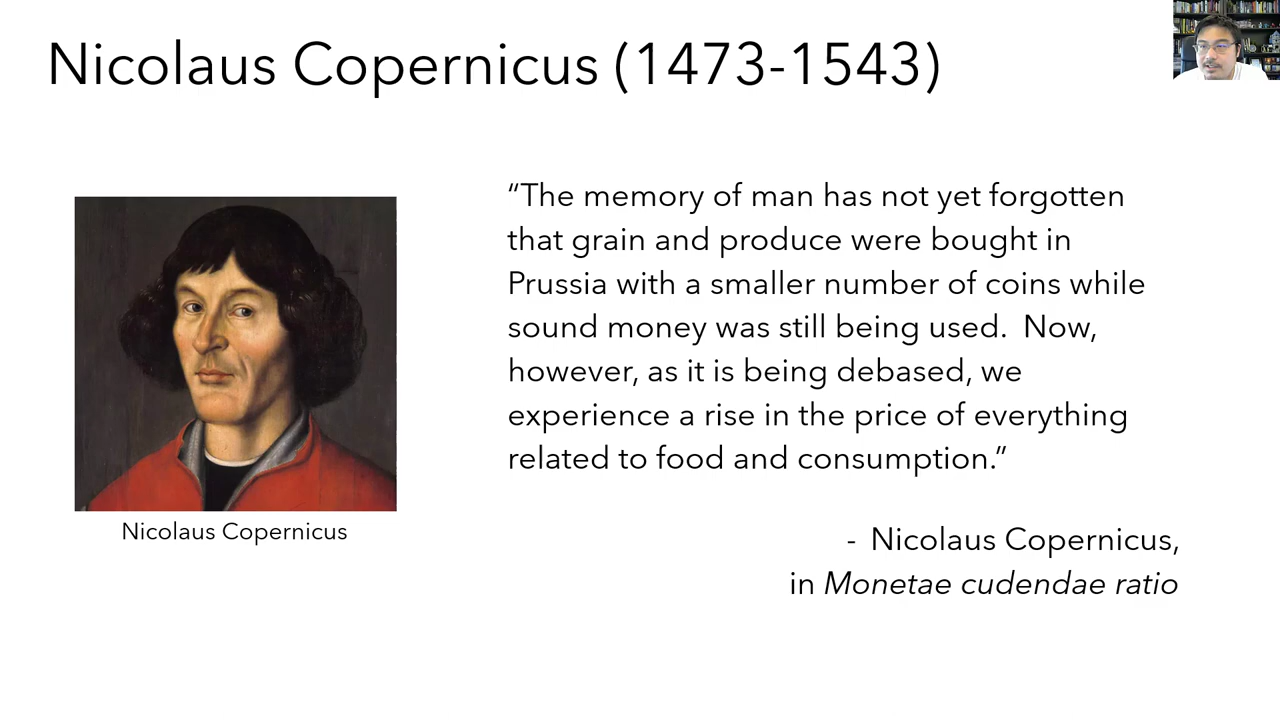 Nicolaus Copernicus (1473-1543)
“The memory of man has not yet forgotten
that grain and produce were bought in
Prussia with a smaller number of coins while
sound money was still being used.  Now,
however, as it is being debased, we
experience a rise in the price of everything
related to food and consumption.”
Nicolaus Copernicus
- Nicolaus Copernicus,
in Monetae cudendae ratio